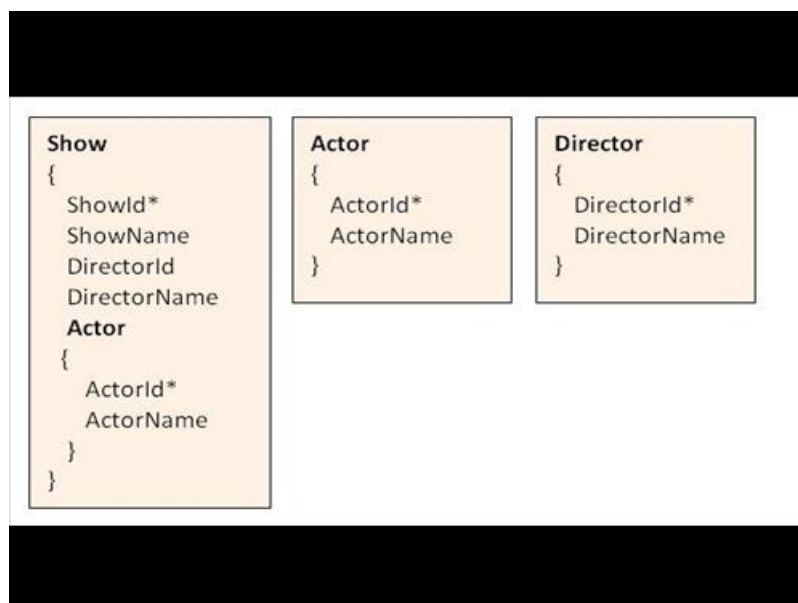 Show
{
ShowId*
ShowName
DirectorId
DirectorName
Actor
{
ActorId*
ActorName
}
}
Actor
{
ActorId*
ActorName
}
Director
{
DirectorId*
DirectorName
}